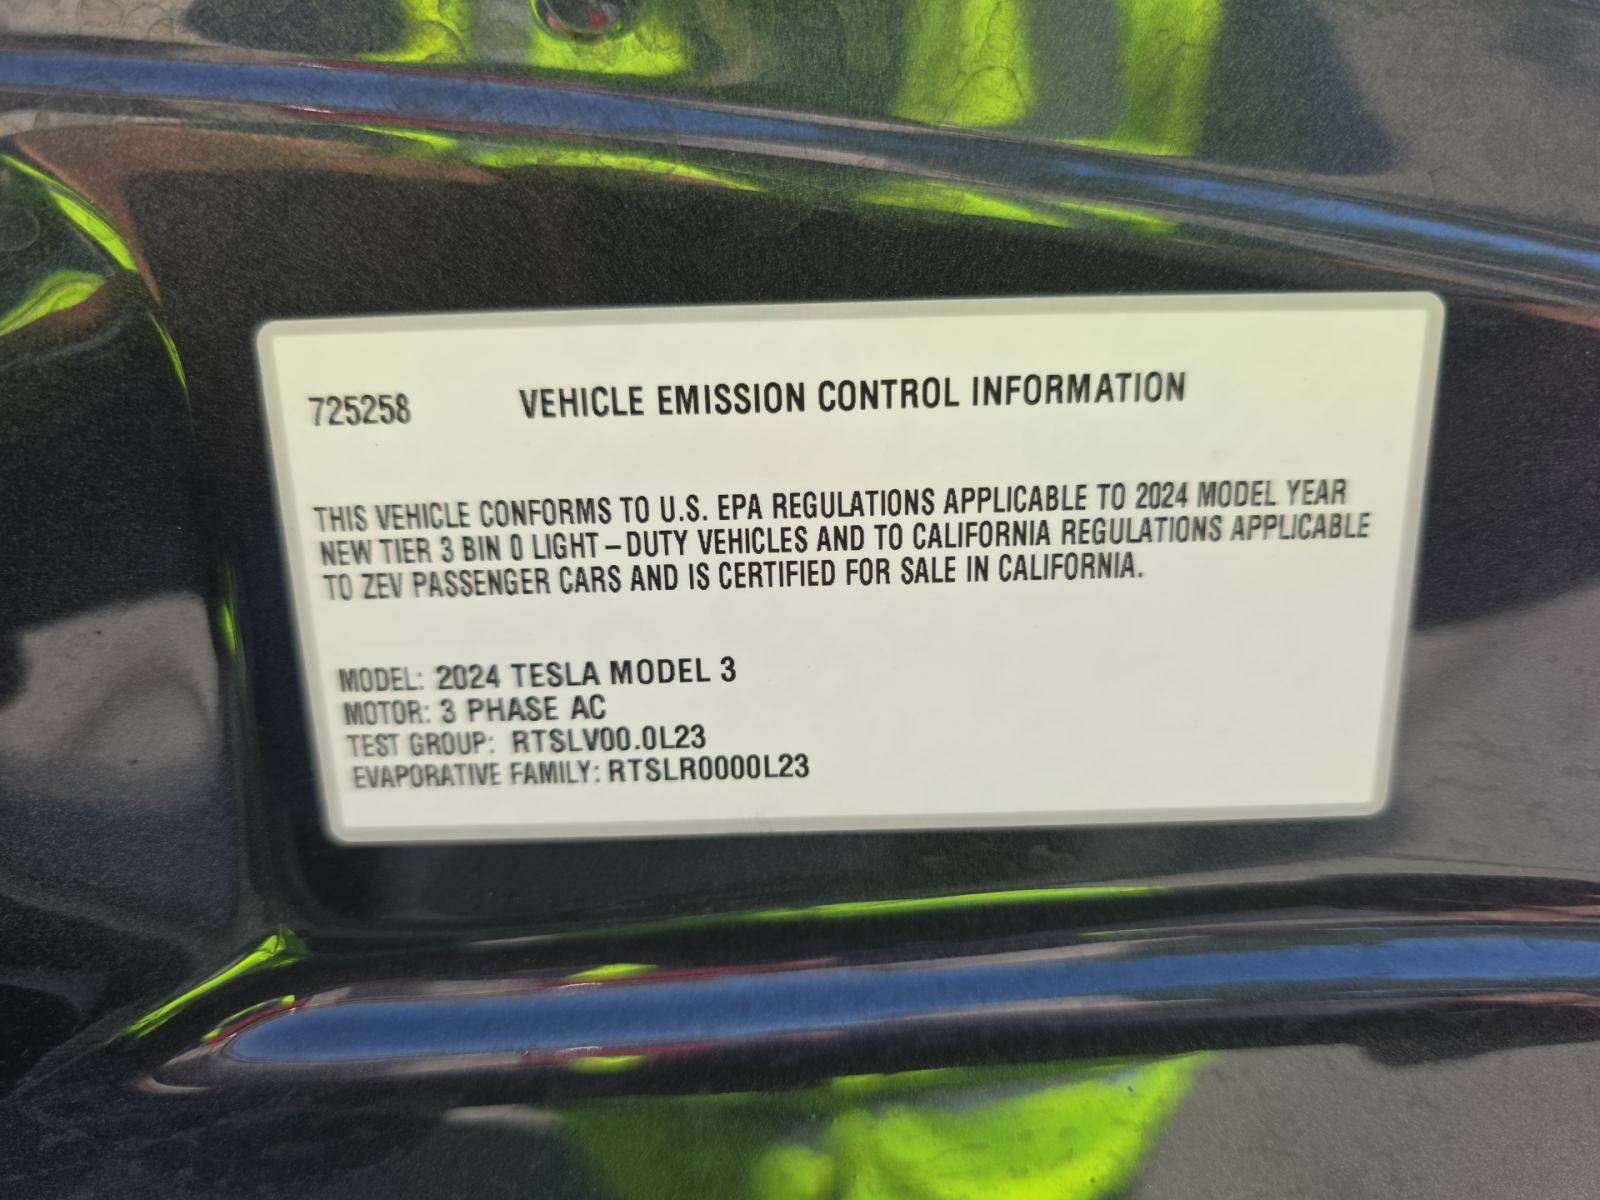 725258 VEHICLE EMISSION CONTROL INFORMATION
THIS VEHICLE CONFORMS TO U.S. EPA REGULATIONS APPLICABLE TO 2024 MODEL YEAR
NEW TIER 3 BIN 0 LIGHT-DUTY VEHICLES AND TO CALIFORNIA REGULATIONS APPLICABLE
TO ZEV PASSENGER CARS AND IS CERTIFIED FOR SALE IN CALIFORNIA.
MODEL: 2024 TESLA MODEL 3
MOTOR: 3 PHASE AC
TEST GROUP: RTSLV00.0L23
EVAPORATIVE FAMILY: RTSLR0000L23